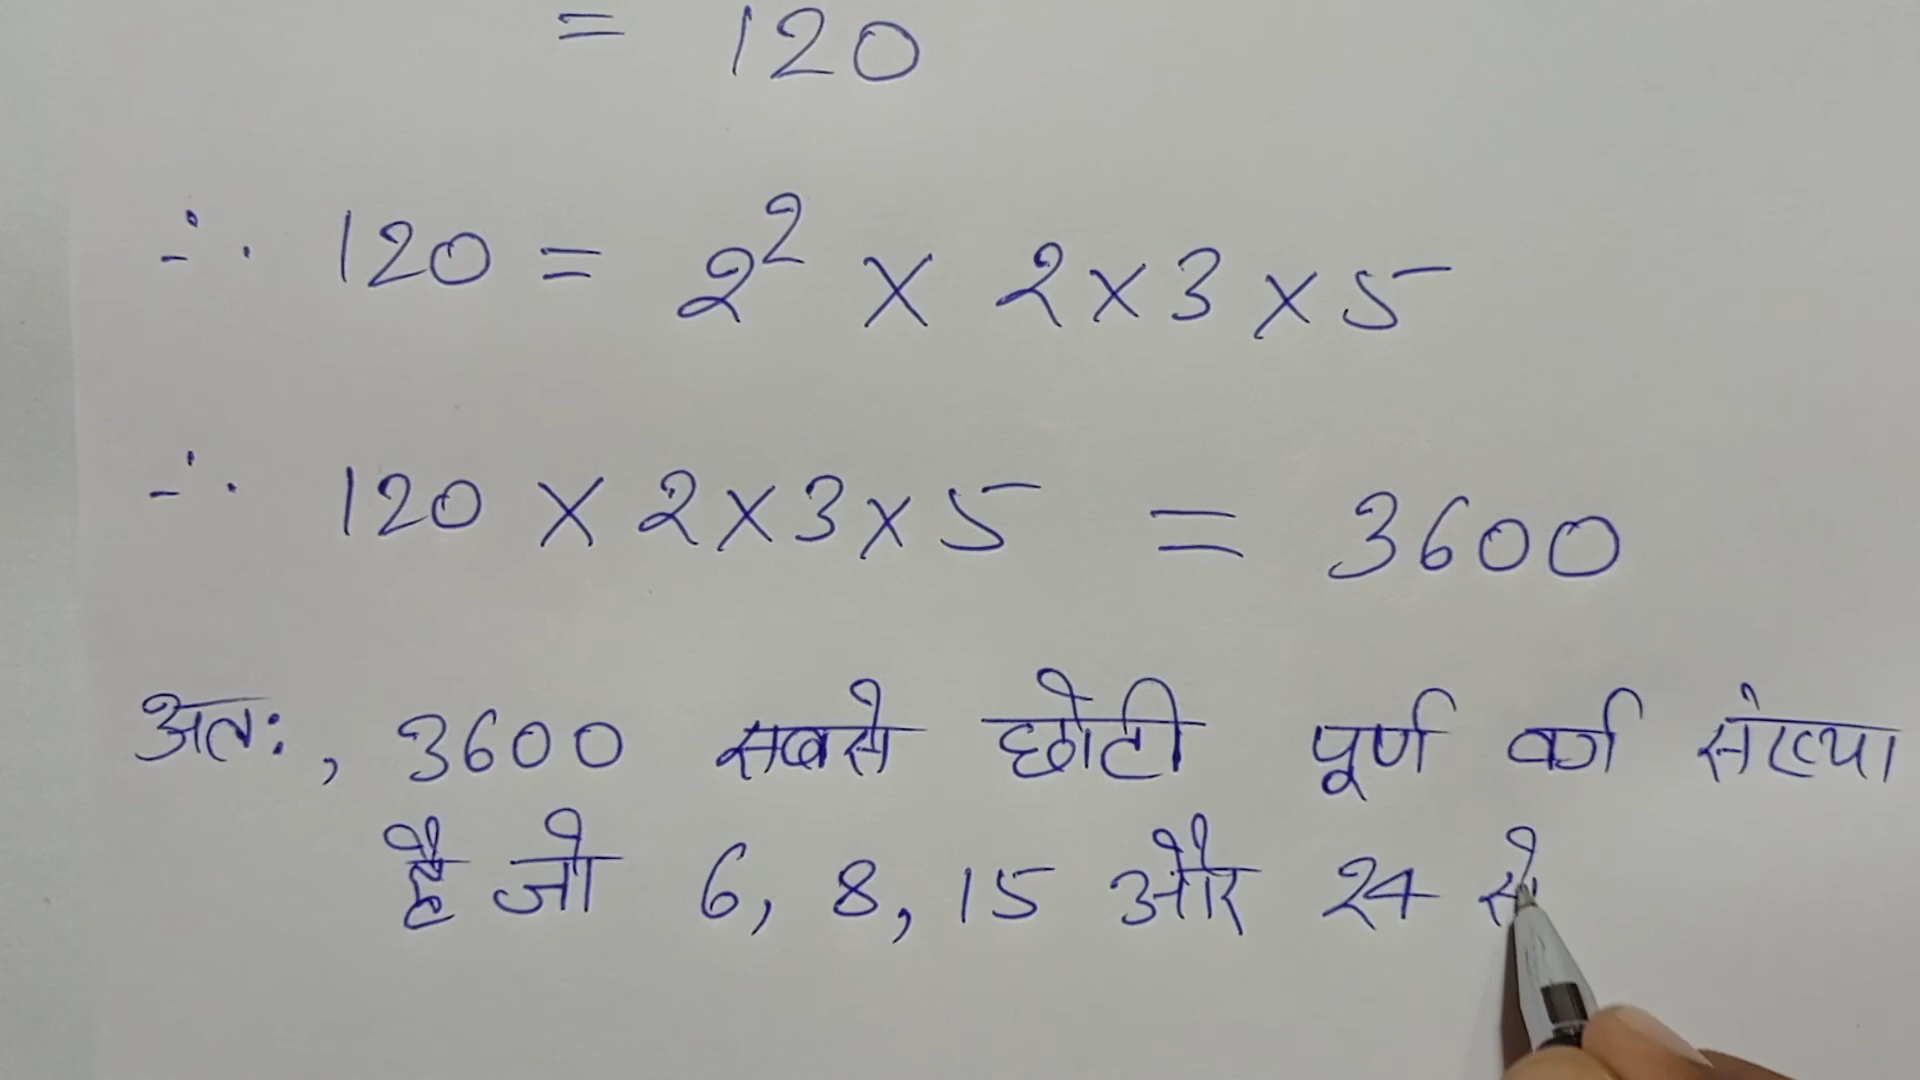 = 120
∴ 120 = 2² × 2 × 3 × 5
∴ 120 × 2 × 3 × 5 = 3600
अतः, 3600 सबसे छोटी पूर्ण वर्ग संख्या
है जो 6, 8, 15 और 24 से